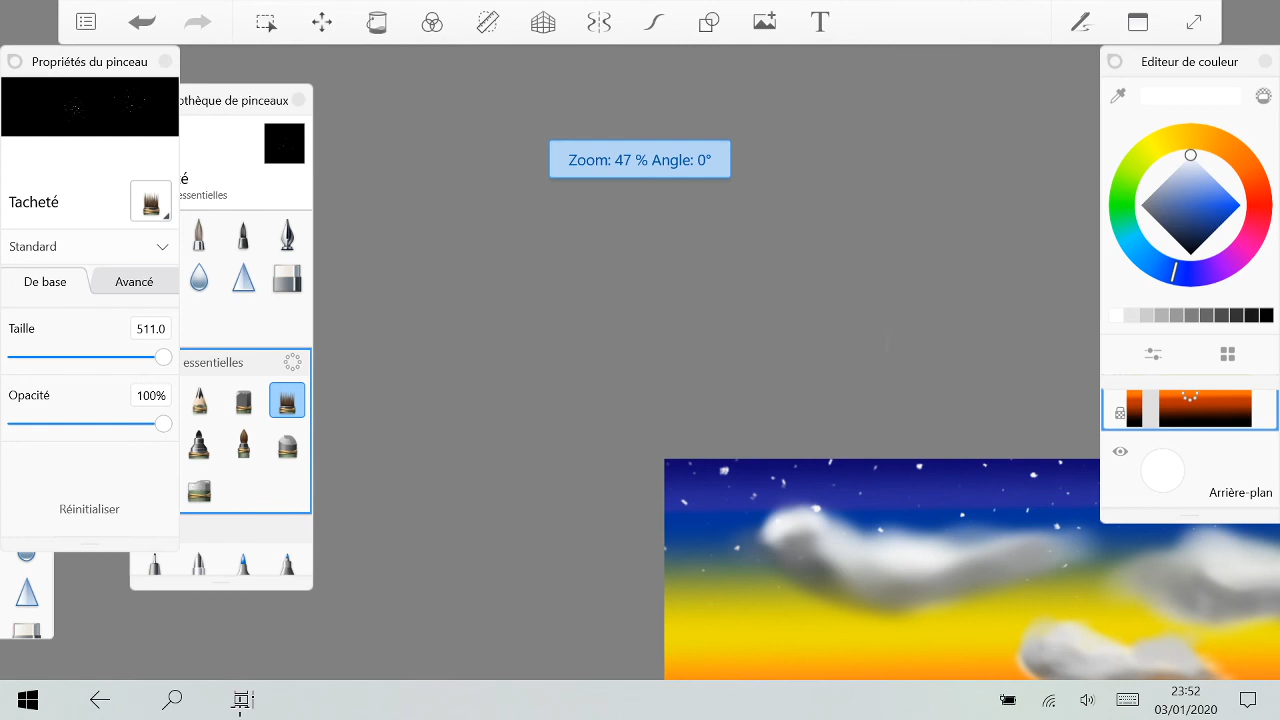 Propriétés du pinceau
Tacheté
Standard
De base
Avancé
Taille
511.0
Opacité
100%
Réinitialiser
othèque de pinceaux
té
essentielles
essentielles
Zoom: 47 % Angle: 0°
Editeur de couleur
Arrière-plan
T
23:52
03/01/2020